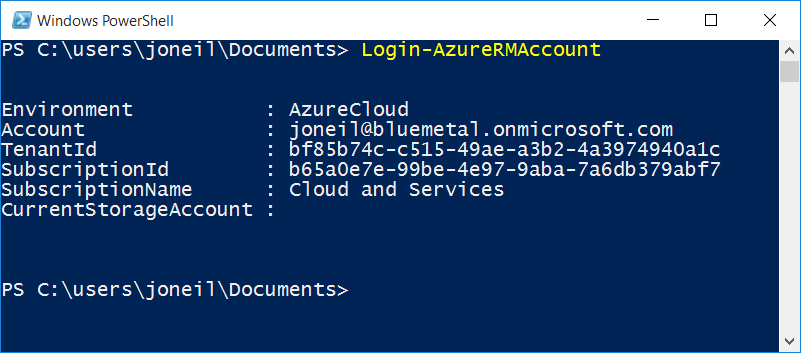 Windows PowerShell
PS C:\users\joneil\Documents> Login-AzureRMAccount
Environment           : AzureCloud
Account               : joneil@bluemetal.onmicrosoft.com
TenantId              : bf85b74c-c515-49ae-a3b2-4a3974940a1c
SubscriptionId        : b65a0e7e-99be-4e97-9aba-7a6db379abf7
SubscriptionName      : Cloud and Services
CurrentStorageAccount :
PS C:\users\joneil\Documents>